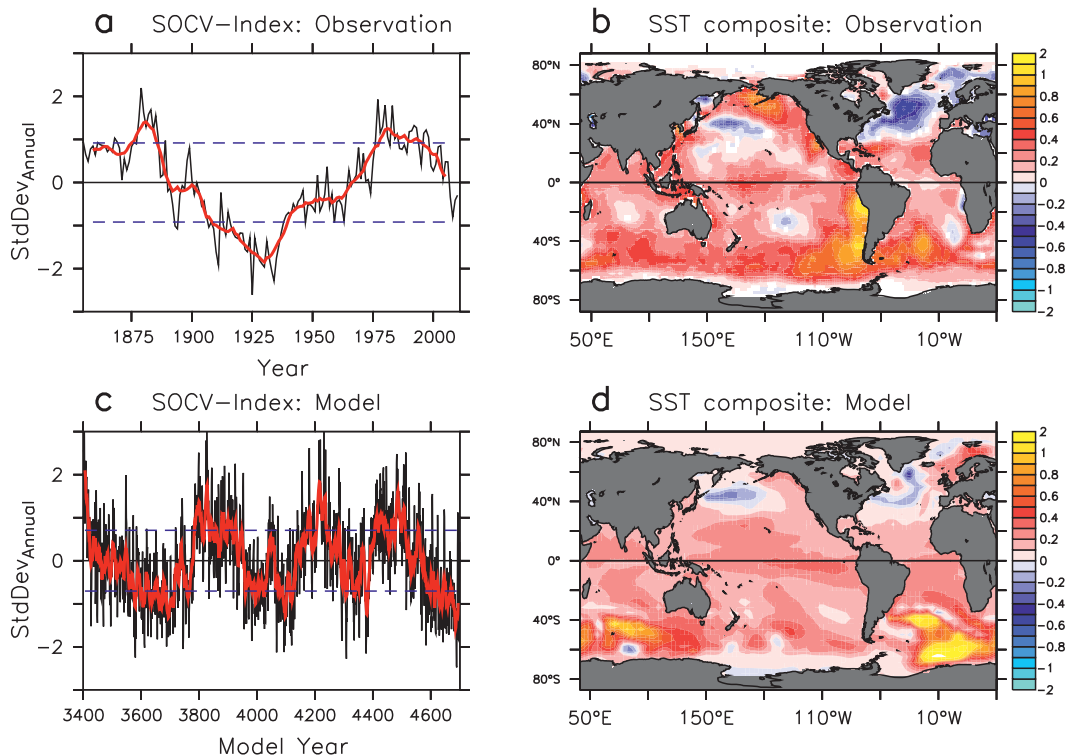 a SOCV-Index: Observation
StdDevAnnual
2
0
-2
1875 1900 1925 1950 1975 2000
Year
b SST composite: Observation
80°N
40°N
0°
40°S
80°S
50°E 150°E 110°W 10°W
2
1
0.8
0.6
0.4
0.2
0
-0.2
-0.4
-0.6
-0.8
-1
-2
c SOCV-Index: Model
StdDevAnnual
2
0
-2
3400 3600 3800 4000 4200 4400 4600
Model Year
d SST composite: Model
80°N
40°N
0°
40°S
80°S
50°E 150°E 110°W 10°W
2
1
0.8
0.6
0.4
0.2
0
-0.2
-0.4
-0.6
-0.8
-1
-2